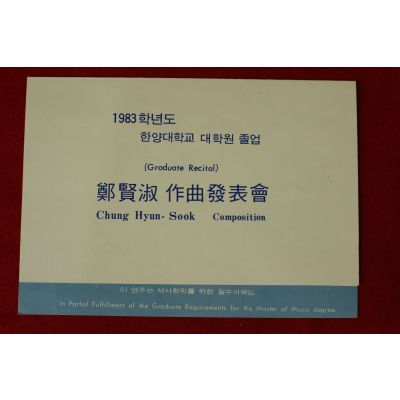 1983학년도
한양대학교 대학원 졸업
(Graduate Recital)
鄭賢淑 作曲發表會
Chung Hyun-Sook Composition
이 연주는 석사학위를 위한 필수과목임.
In Partial Fulfillment of the Graduate Requirements for the Master of Music degree.